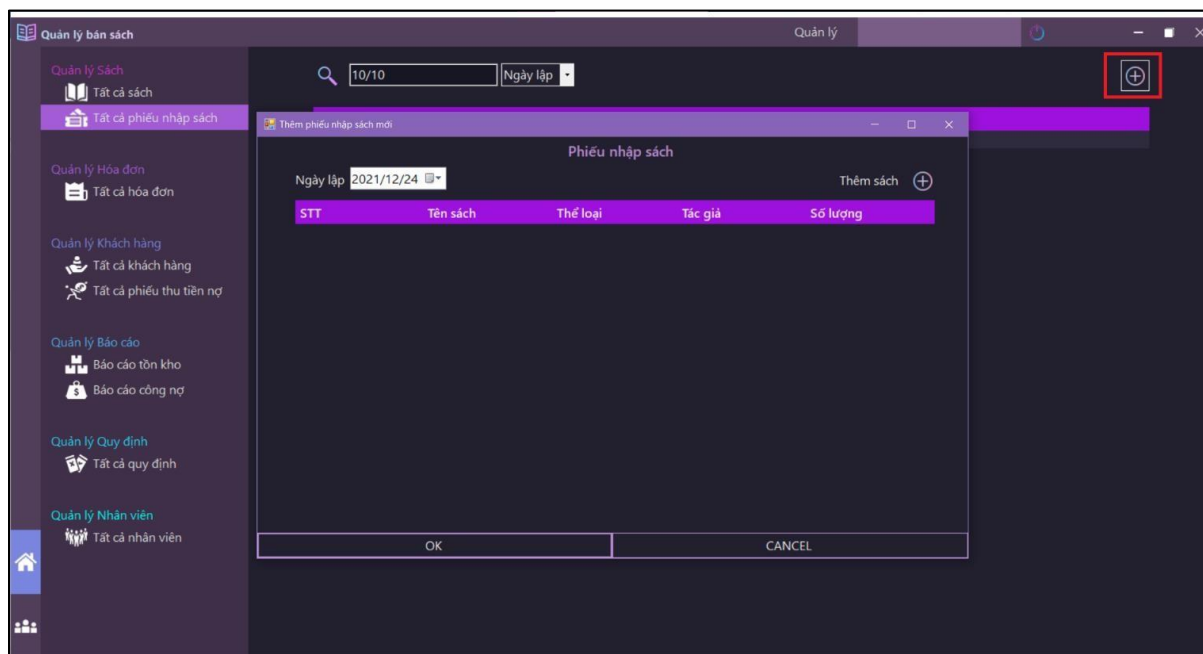 Quản lý bán sách
Quản lý
Quản lý Sách
Tất cả sách
Tất cả phiếu nhập sách
Quản lý Hóa đơn
Tất cả hóa đơn
Quản lý Khách hàng
Tất cả khách hàng
Tất cả phiếu thu tiền nợ
Quản lý Báo cáo
Báo cáo tồn kho
Báo cáo công nợ
Quản lý Quy định
Tất cả quy định
Quản lý Nhân viên
Tất cả nhân viên
10/10 Ngày lập
Thêm phiếu nhập sách mới
Phiếu nhập sách
Ngày lập 2021/12/24 Thêm sách
STT Tên sách Thể loại Tác giả Số lượng
OK CANCEL